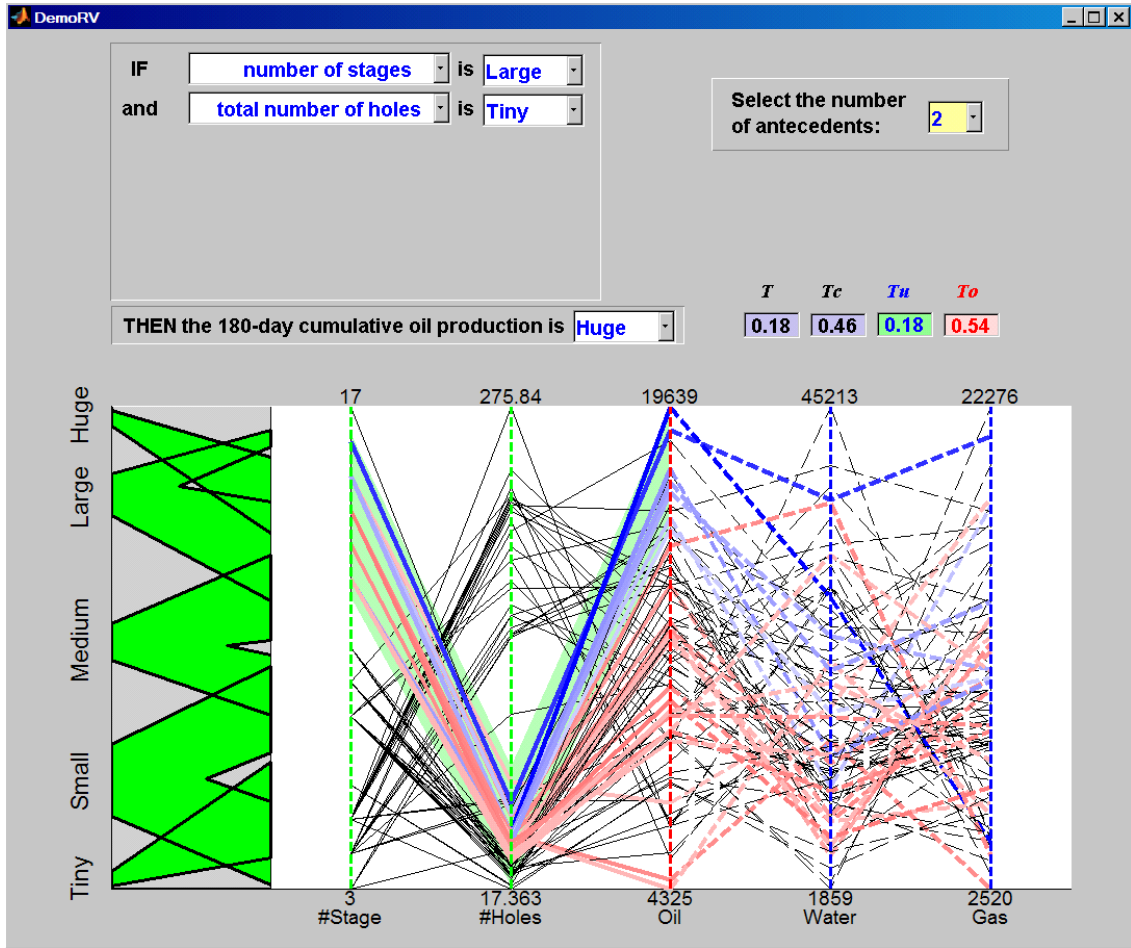 DemoRV
IF number of stages is Large
and total number of holes is Tiny
Select the number
of antecedents: 2
THEN the 180-day cumulative oil production is Huge
T Tc Tu To
0.18 0.46 0.18 0.54
Huge
Large
Medium
Small
Tiny
17 275.84 19639 45213 22276
3 17.363 4325 1859 2520
#Stage #Holes Oil Water Gas